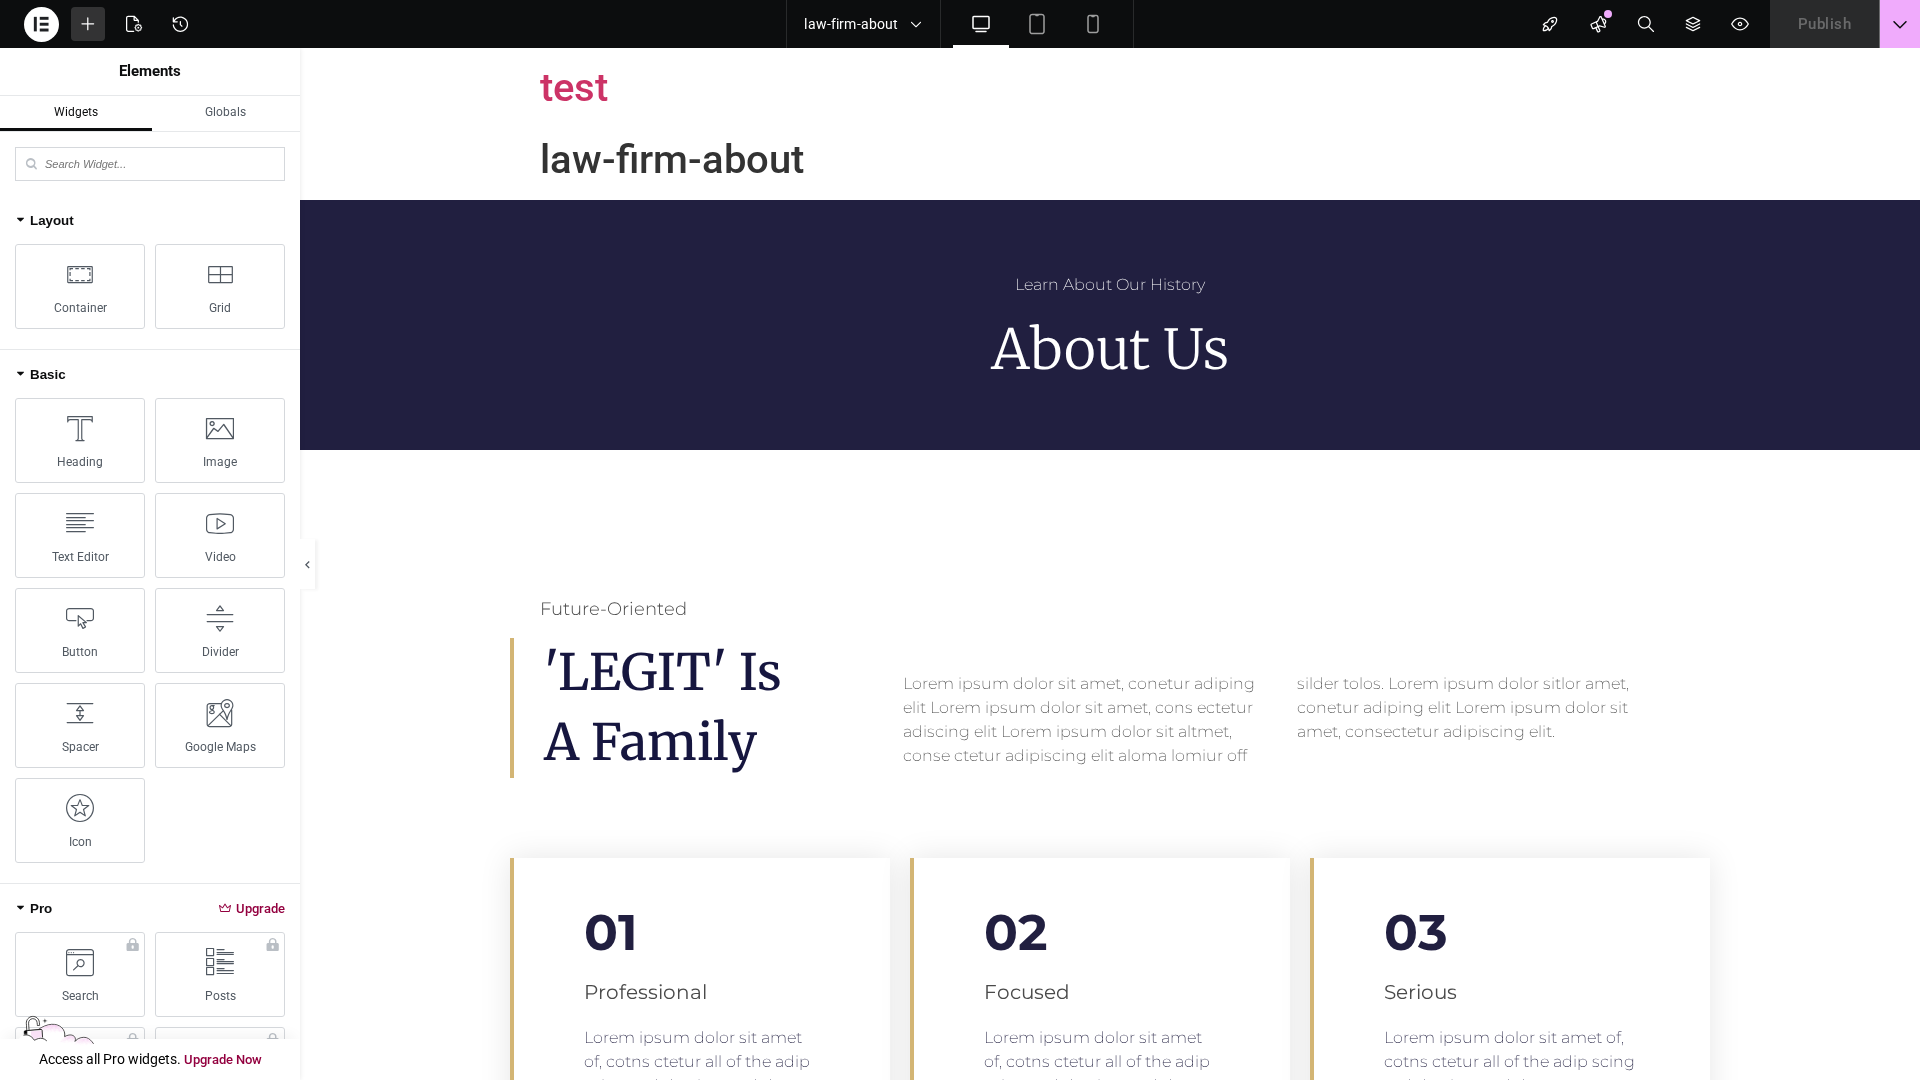 law-firm-about
Publish
Elements
Widgets
Globals
Search Widget...
Layout
Container
Grid
Basic
Heading
Image
Text Editor
Video
Button
Divider
Spacer
Google Maps
Icon
Pro
Upgrade
Search
Posts
Access all Pro widgets. Upgrade Now
test
law-firm-about
Learn About Our History
About Us
Future-Oriented
'LEGIT' Is
A Family
Lorem ipsum dolor sit amet, conetur adiping
elit Lorem ipsum dolor sit amet, cons ectetur
adiscing elit Lorem ipsum dolor sit altmet,
conse ctetur adipiscing elit aloma lomiur off
silder tolos. Lorem ipsum dolor sitlor amet,
conetur adiping elit Lorem ipsum dolor sit
amet, consectetur adipiscing elit.
01
Professional
Lorem ipsum dolor sit amet
of, cotns ctetur all of the adip
02
Focused
Lorem ipsum dolor sit amet
of, cotns ctetur all of the adip
03
Serious
Lorem ipsum dolor sit amet of,
cotns ctetur all of the adip scing